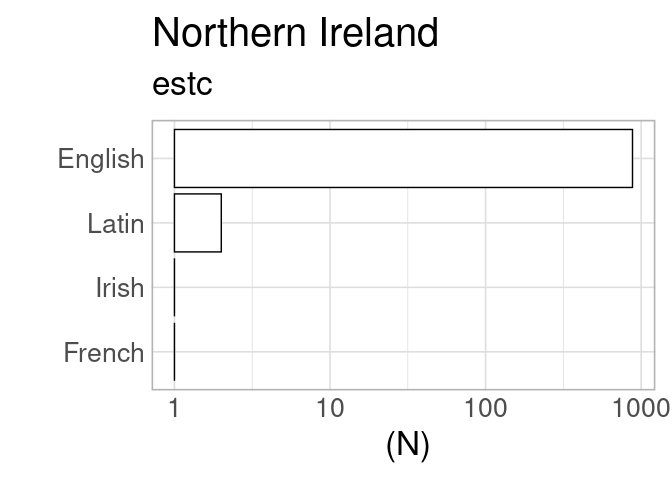 Northern Ireland
estc
English
Latin
Irish
French
1 10 100 1000
(N)